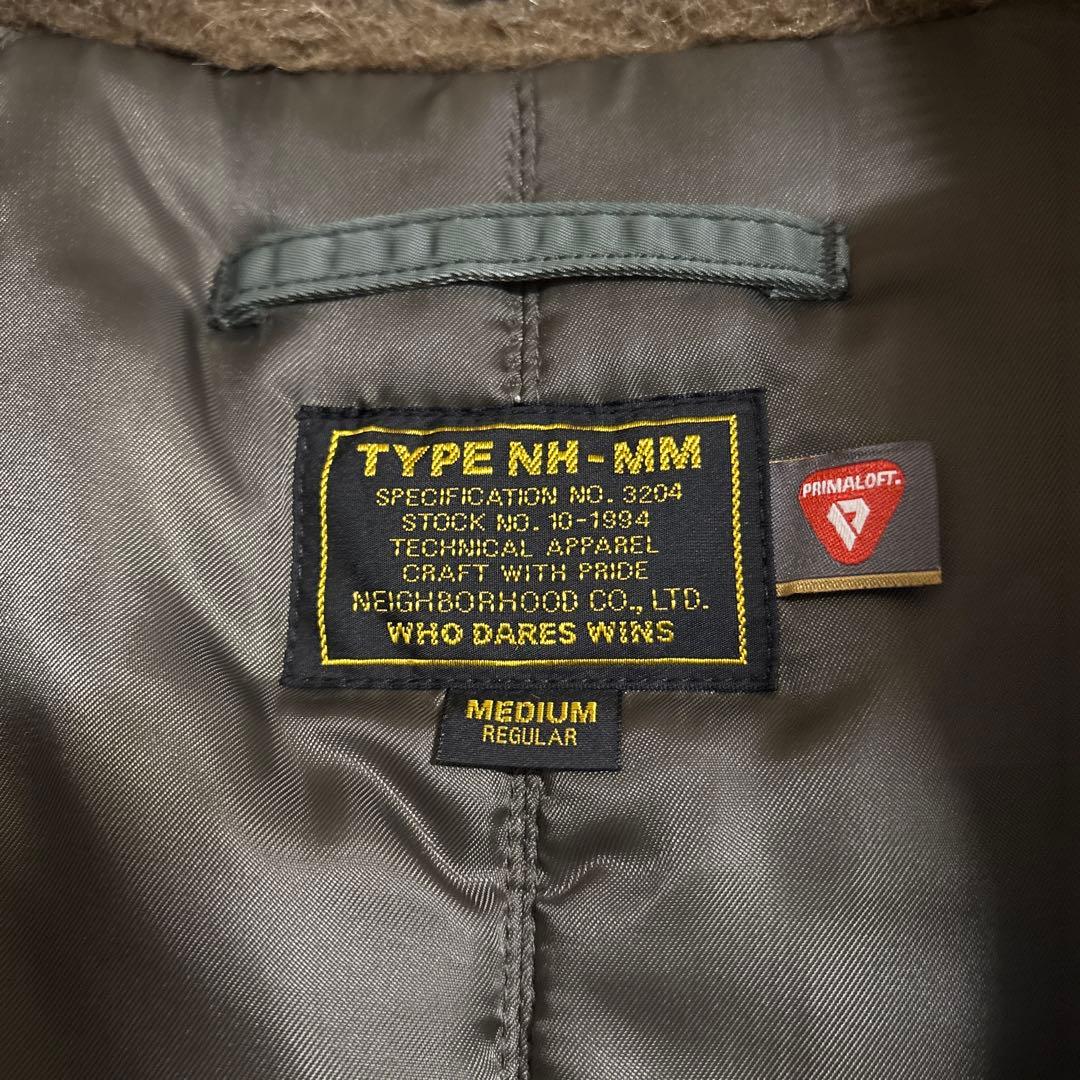 TYPE NH-MM
SPECIFICATION NO. 3204
STOCK NO. 10-1994
TECHNICAL APPAREL
CRAFT WITH PRIDE
NEIGHBORHOOD CO., LTD.
WHO DARES WINS
PRIMALOFT.
MEDIUM
REGULAR